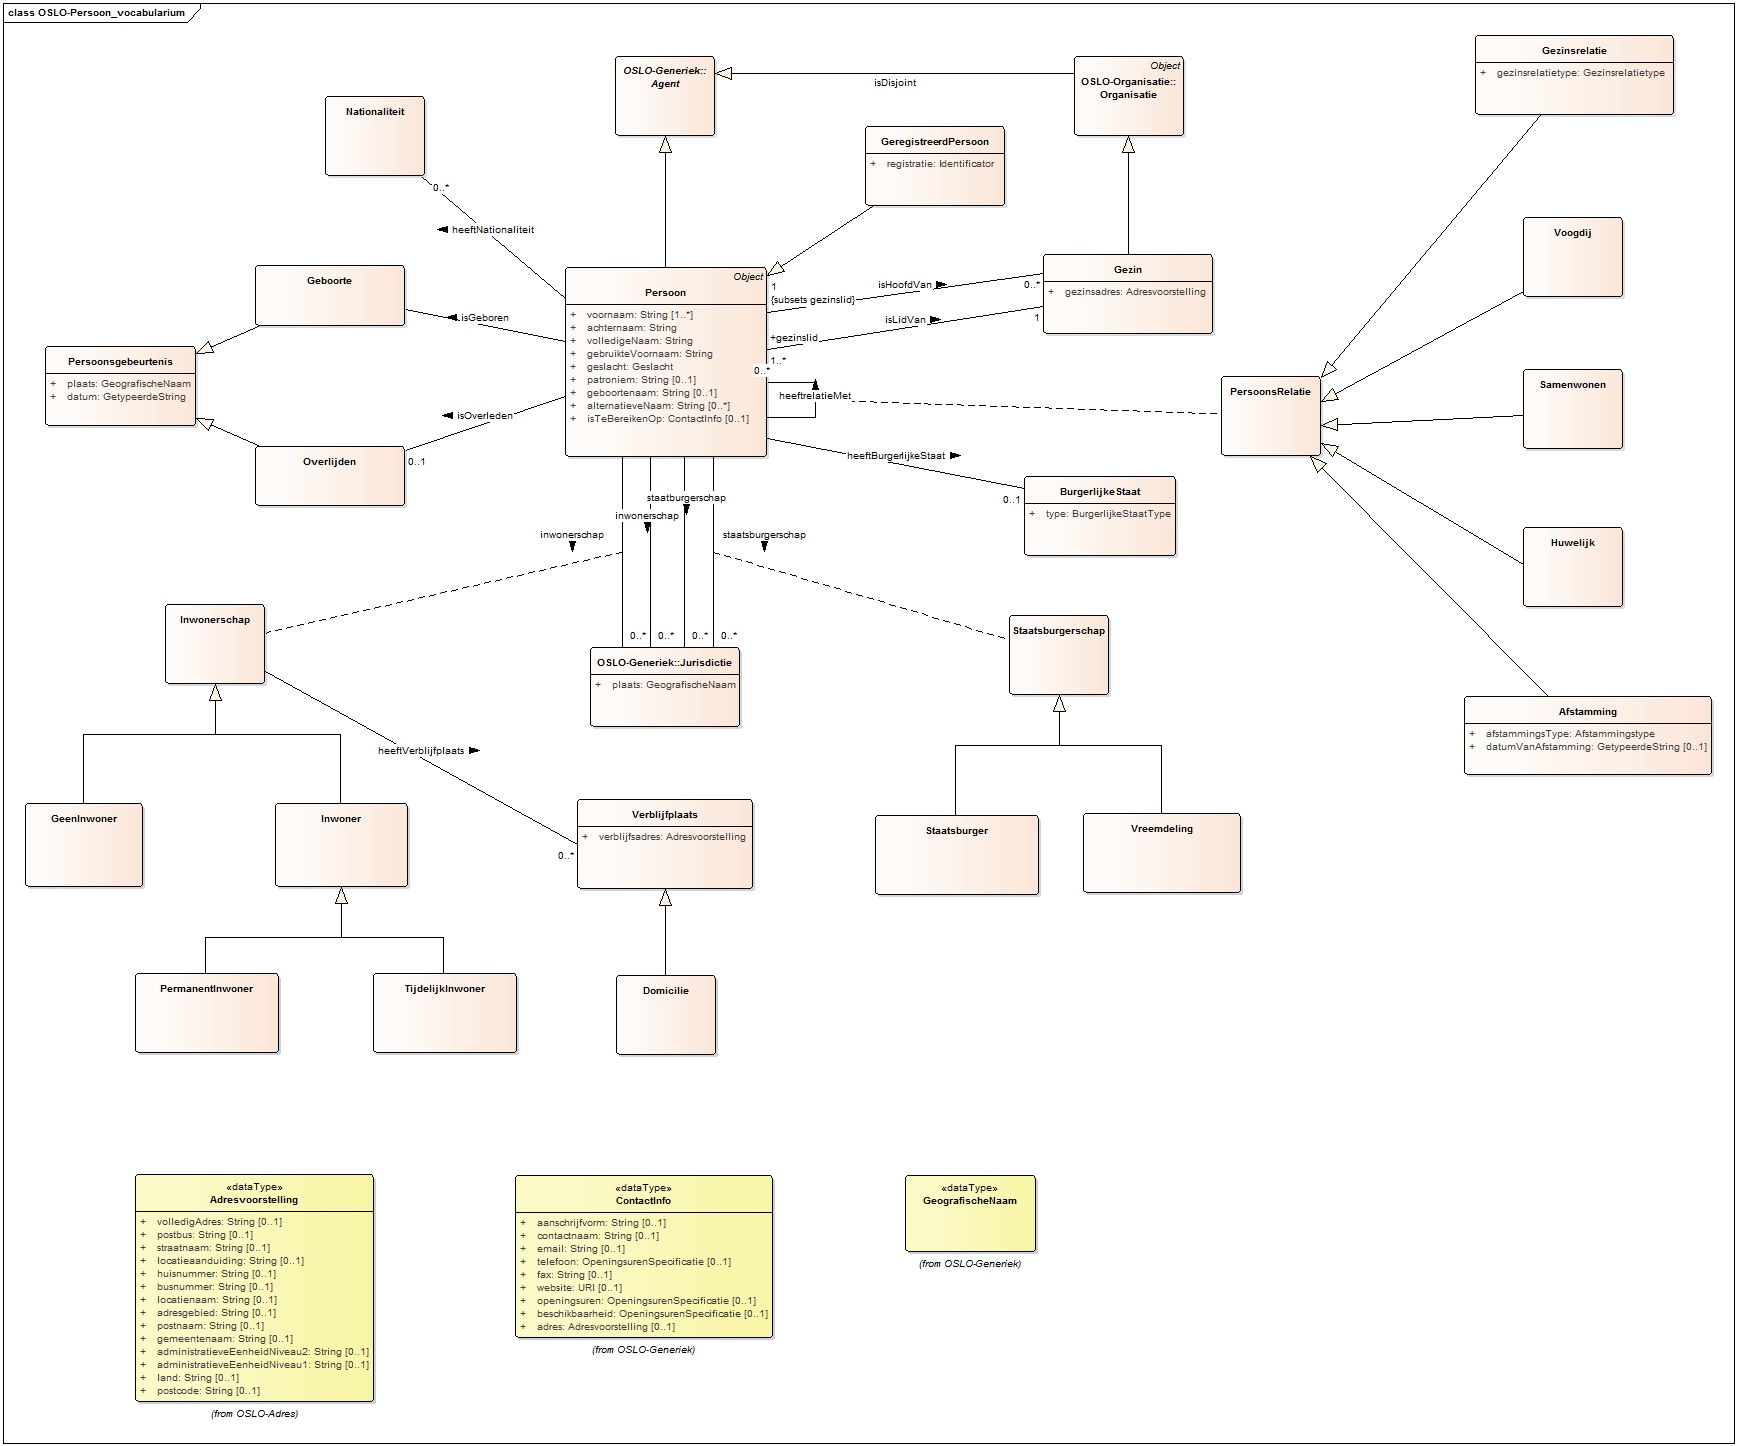 class OSLO-Persoon_vocabularium
OSLO-Generiek::
Agent
isDisjoint
Object
OSLO-Organisatie::
Organisatie
Gezinsrelatie
+ gezinsrelatietype: Gezinsrelatietype
Nationaliteit
0..*
heeftNationaliteit
GeregistreerdPersoon
+ registratie: Identificator
Voogdij
Geboorte
isGeboren
Persoonsgebeurtenis
+ plaats: GeografischeNaam
+ datum: GetypeerdeString
isOverleden
Overlijden
0..1
Object
Persoon
+ voornaam: String [1..*]
+ achternaam: String
+ volledigeNaam: String
+ gebruikteVoornaam: String
+ geslacht: Geslacht
+ patroniem: String [0..1]
+ geboortenaam: String [0..1]
+ alternatieveNaam: String [0..*]
+ isTeBereikenOp: ContactInfo [0..1]
1
{subsets gezinslid}
isHoofdVan
0..*
Gezin
+ gezinsadres: Adresvoorstelling
isLidVan
1
+gezinslid
1..*
0..*
heeftrelatieMet
PersoonsRelatie
Samenwonen
heeftBurgerlijkeStaat
0..1
BurgerlijkeStaat
+ type: BurgerlijkeStaatType
Huwelijk
staatburgerschap
inwonerschap
inwonerschap
staatsburgerschap
0..*
0..*
0..*
0..*
Inwonerschap
OSLO-Generiek::Jurisdictie
+ plaats: GeografischeNaam
Staatsburgerschap
Afstamming
+ afstammingsType: Afstammingstype
+ datumVanAfstamming: GetypeerdeString [0..1]
heeftVerblijfplaats
0..*
GeenInwoner
Inwoner
Verblijfplaats
+ verblijfsadres: Adresvoorstelling
Staatsburger
Vreemdeling
PermanentInwoner
TijdelijkInwoner
Domicilie
«dataType»
Adresvoorstelling
+ volledigAdres: String [0..1]
+ postbus: String [0..1]
+ straatnaam: String [0..1]
+ locatieaanduiding: String [0..1]
+ huisnummer: String [0..1]
+ busnummer: String [0..1]
+ locatienaam: String [0..1]
+ adresgebied: String [0..1]
+ postnaam: String [0..1]
+ gemeentenaam: String [0..1]
+ administratieveEenheidNiveau2: String [0..1]
+ administratieveEenheidNiveau1: String [0..1]
+ land: String [0..1]
+ postcode: String [0..1]
(from OSLO-Adres)
«dataType»
ContactInfo
+ aanschrijfvorm: String [0..1]
+ contactnaam: String [0..1]
+ email: String [0..1]
+ telefoon: OpeningsurenSpecificatie [0..1]
+ fax: String [0..1]
+ website: URI [0..1]
+ openingsuren: OpeningsurenSpecificatie [0..1]
+ beschikbaarheid: OpeningsurenSpecificatie [0..1]
+ adres: Adresvoorstelling [0..1]
(from OSLO-Generiek)
«dataType»
GeografischeNaam
(from OSLO-Generiek)